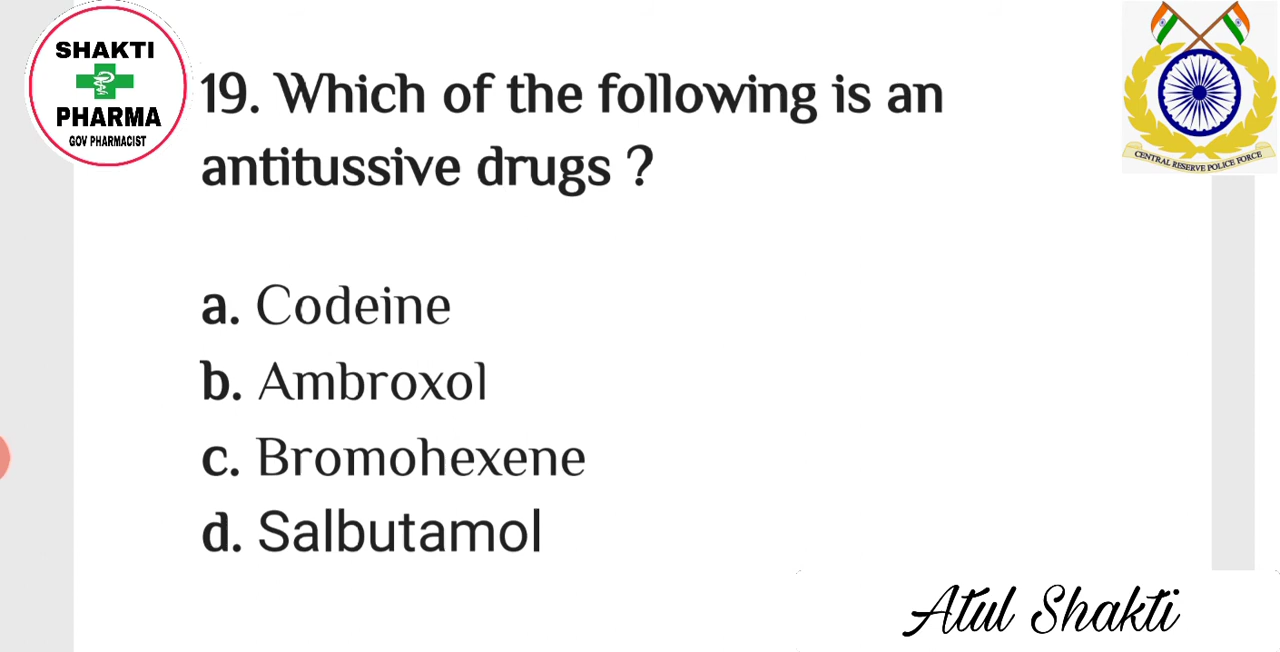 SHAKTI
PHARMA
GOV PHARMACIST
19. Which of the following is an
antitussive drugs ?
CENTRAL RESERVE POLICE FORCE
a. Codeine
b. Ambroxol
c. Bromohexene
d. Salbutamol
Atul Shakti